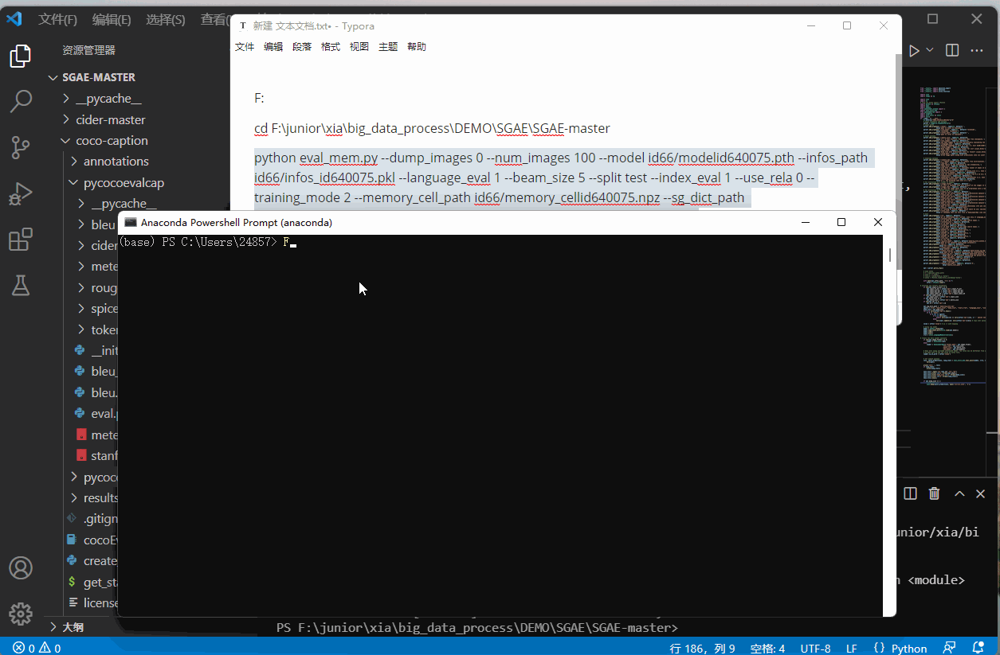 文件(F) 编辑(E) 选择(S) 查看(
新建 文本文档.txt• - Typora
文件 编辑 段落 格式 视图 主题 帮助
资源管理器
SGAE-MASTER
__pycache__
cider-master
coco-caption
annotations
pycocoevalcap
__pycache__
bleu
cider
mete
roug
spice
toker
__init
bleu_
bleu.
eval.p
mete
stanf
pycoco
results
.gitign
cocoEv
create
get_sta
license
大纲
F:
cd F:\junior\xia\big_data_process\DEMO\SGAE\SGAE-master
python eval_mem.py --dump_images 0 --num_images 100 --model id66/modelid640075.pth --infos_path
id66/infos_id640075.pkl --language_eval 1 --beam_size 5 --split test --index_eval 1 --use_rela 0 --
training_mode 2 --memory_cell_path id66/memory_cellid640075.npz --sg_dict_path
Anaconda Powershell Prompt (anaconda)
(base) PS C:\Users\24857> F
unior/xia/bi
n <module>
PS F:\junior\xia\big_data_process\DEMO\SGAE\SGAE-master>
0 0 行 186，列 9 空格: 4 UTF-8 LF {} Python